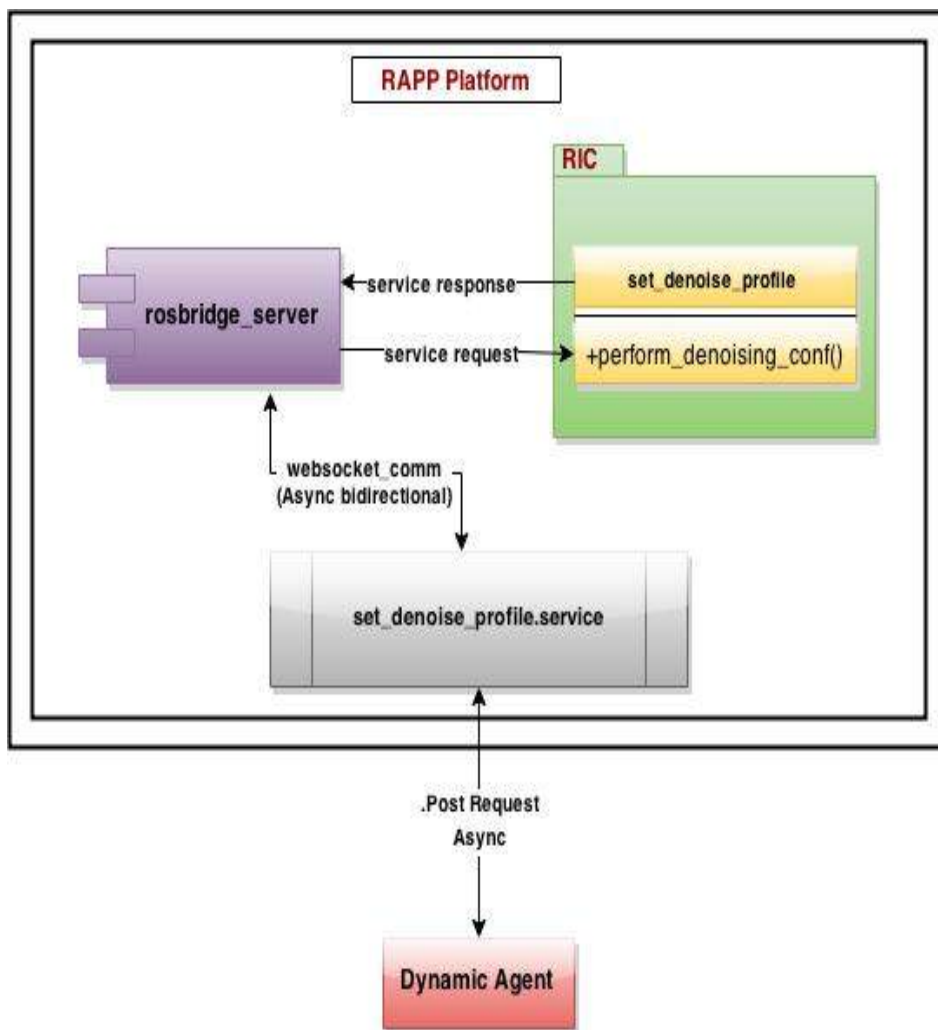 RAPP Platform
RIC
service response
set_denoise_profile
rosbridge_server
service request
+perform_denoising_conf()
websocket_comm
(Async bidirectional)
set_denoise_profile.service
.Post Request
Async
Dynamic Agent